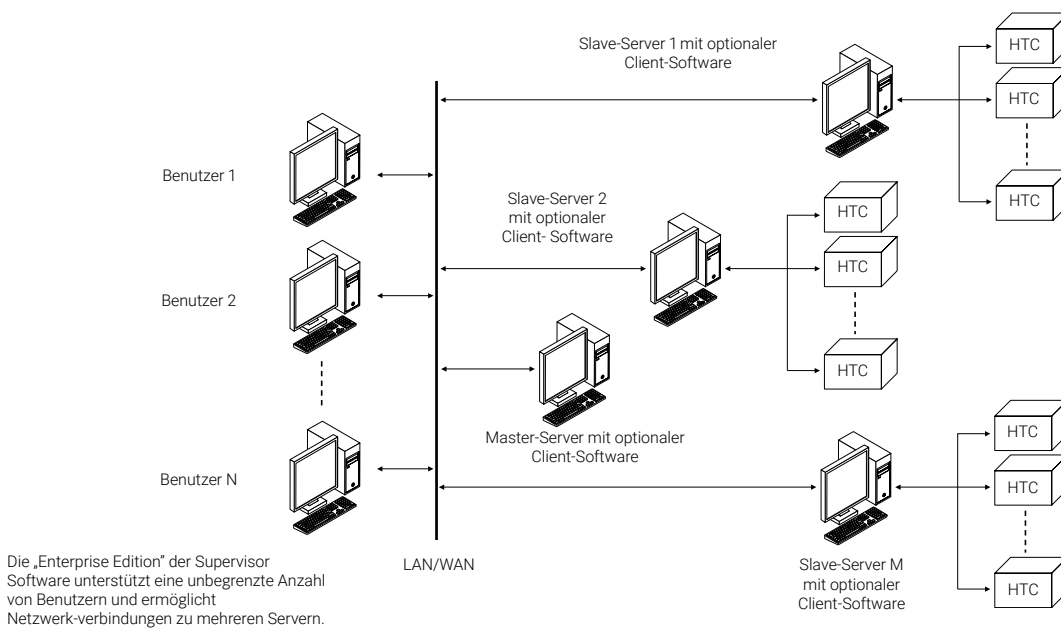 Slave-Server 1 mit optionaler
Client-Software
HTC
HTC
HTC
Benutzer 1
Slave-Server 2
mit optionaler
Client- Software
HTC
HTC
HTC
Benutzer 2
Master-Server mit optionaler
Client-Software
Benutzer N
HTC
HTC
HTC
LAN/WAN
Slave-Server M
mit optionaler
Client-Software
Die „Enterprise Edition" der Supervisor
Software unterstützt eine unbegrenzte Anzahl
von Benutzern und ermöglicht
Netzwerk-verbindungen zu mehreren Servern.